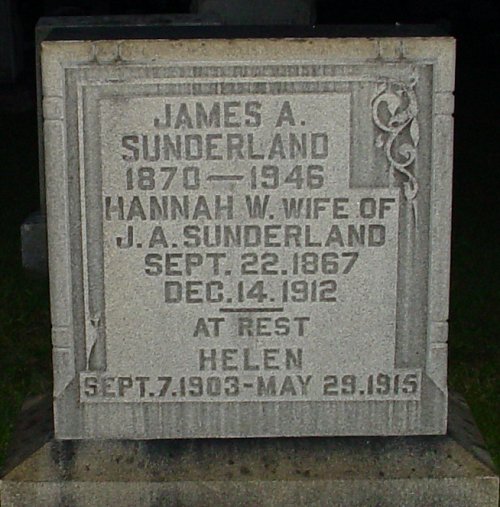 JAMES A.
SUNDERLAND
1870—1946
HANNAH W. WIFE OF
J. A. SUNDERLAND
SEPT. 22. 1867
DEC. 14. 1912
AT REST
HELEN
SEPT. 7. 1903-MAY 29. 1915